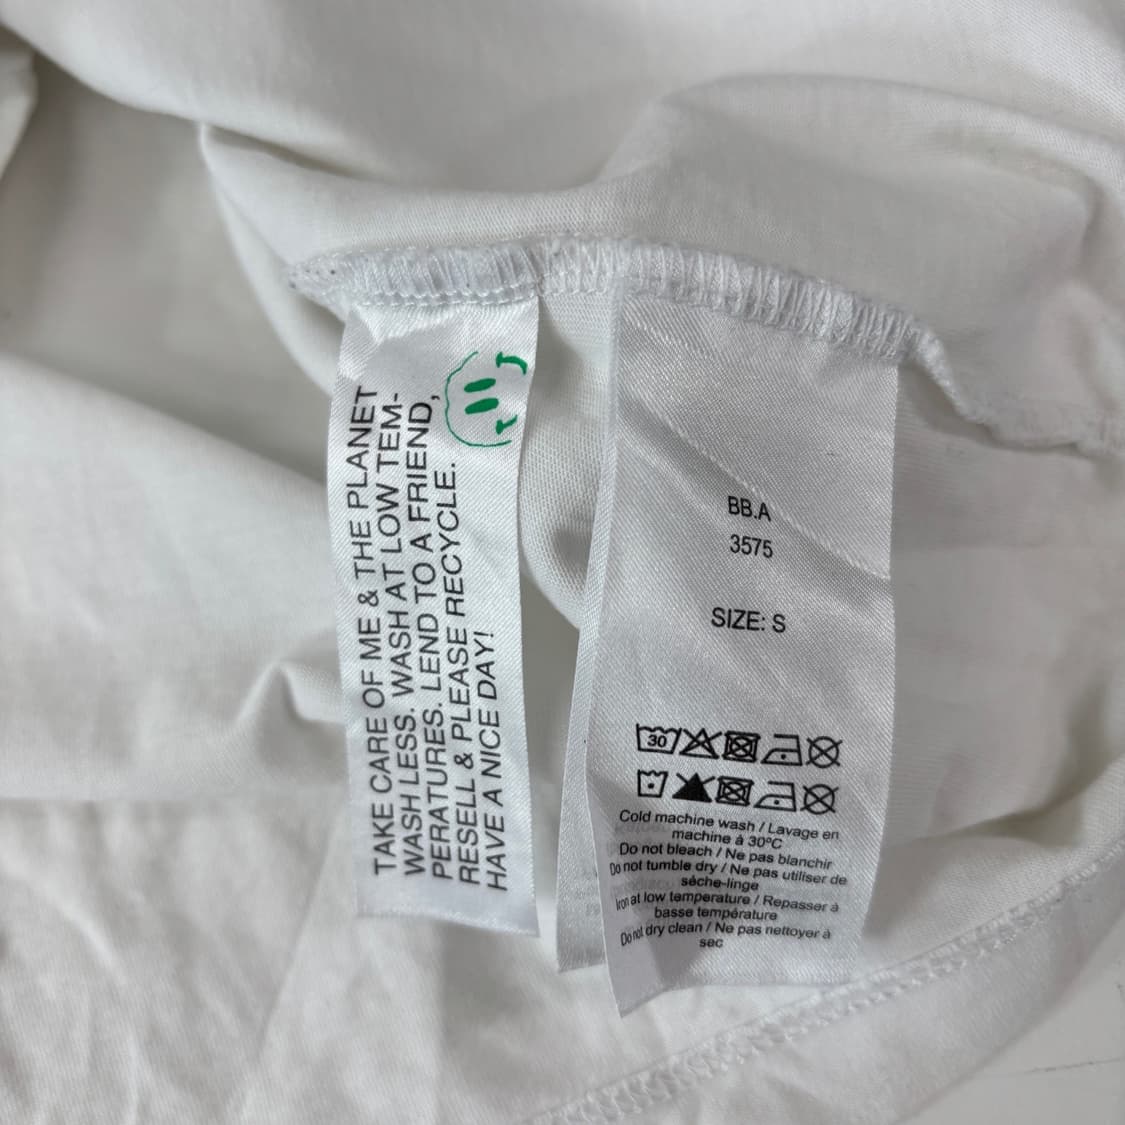 TAKE CARE OF ME & THE PLANET
WASH LESS. WASH AT LOW TEM-
PERATURES. LEND TO A FRIEND,
RESELL & PLEASE RECYCLE.
HAVE A NICE DAY!
BB.A
3575
SIZE: S
30
Cold machine wash / Lavage en
machine à 30ºC
Do not bleach / Ne pas blanchir
Do not tumble dry / Ne pas utiliser de
sèche-linge
Iron at low temperature / Repasser à
basse température
Do not dry clean / Ne pas nettoyer à
sec